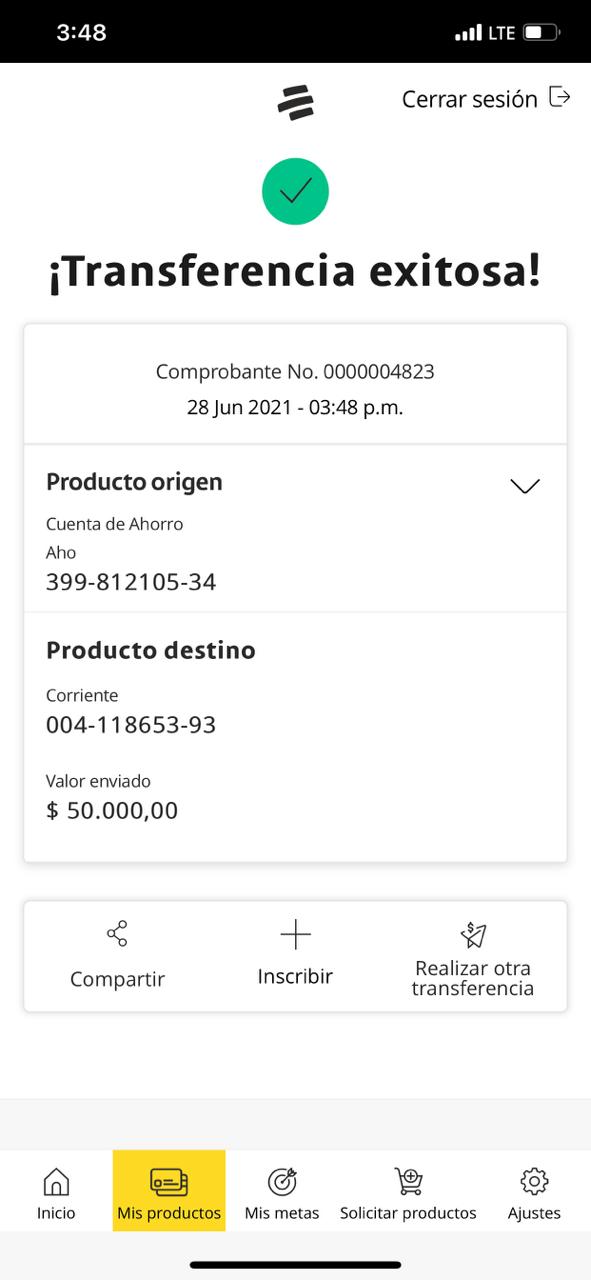 3:48
LTE
Cerrar sesión
¡Transferencia exitosa!
Comprobante No. 0000004823
28 Jun 2021 - 03:48 p.m.
Producto origen
Cuenta de Ahorro
Aho
399-812105-34
Producto destino
Corriente
004-118653-93
Valor enviado
$ 50.000,00
Compartir
Inscribir
Realizar otra
transferencia
Inicio
Mis productos
Mis metas
Solicitar productos
Ajustes